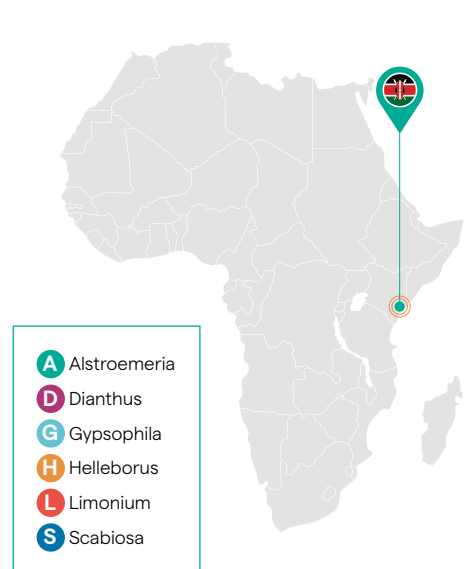 A Alstroemeria
D Dianthus
G Gypsophila
H Helleborus
L Limonium
S Scabiosa